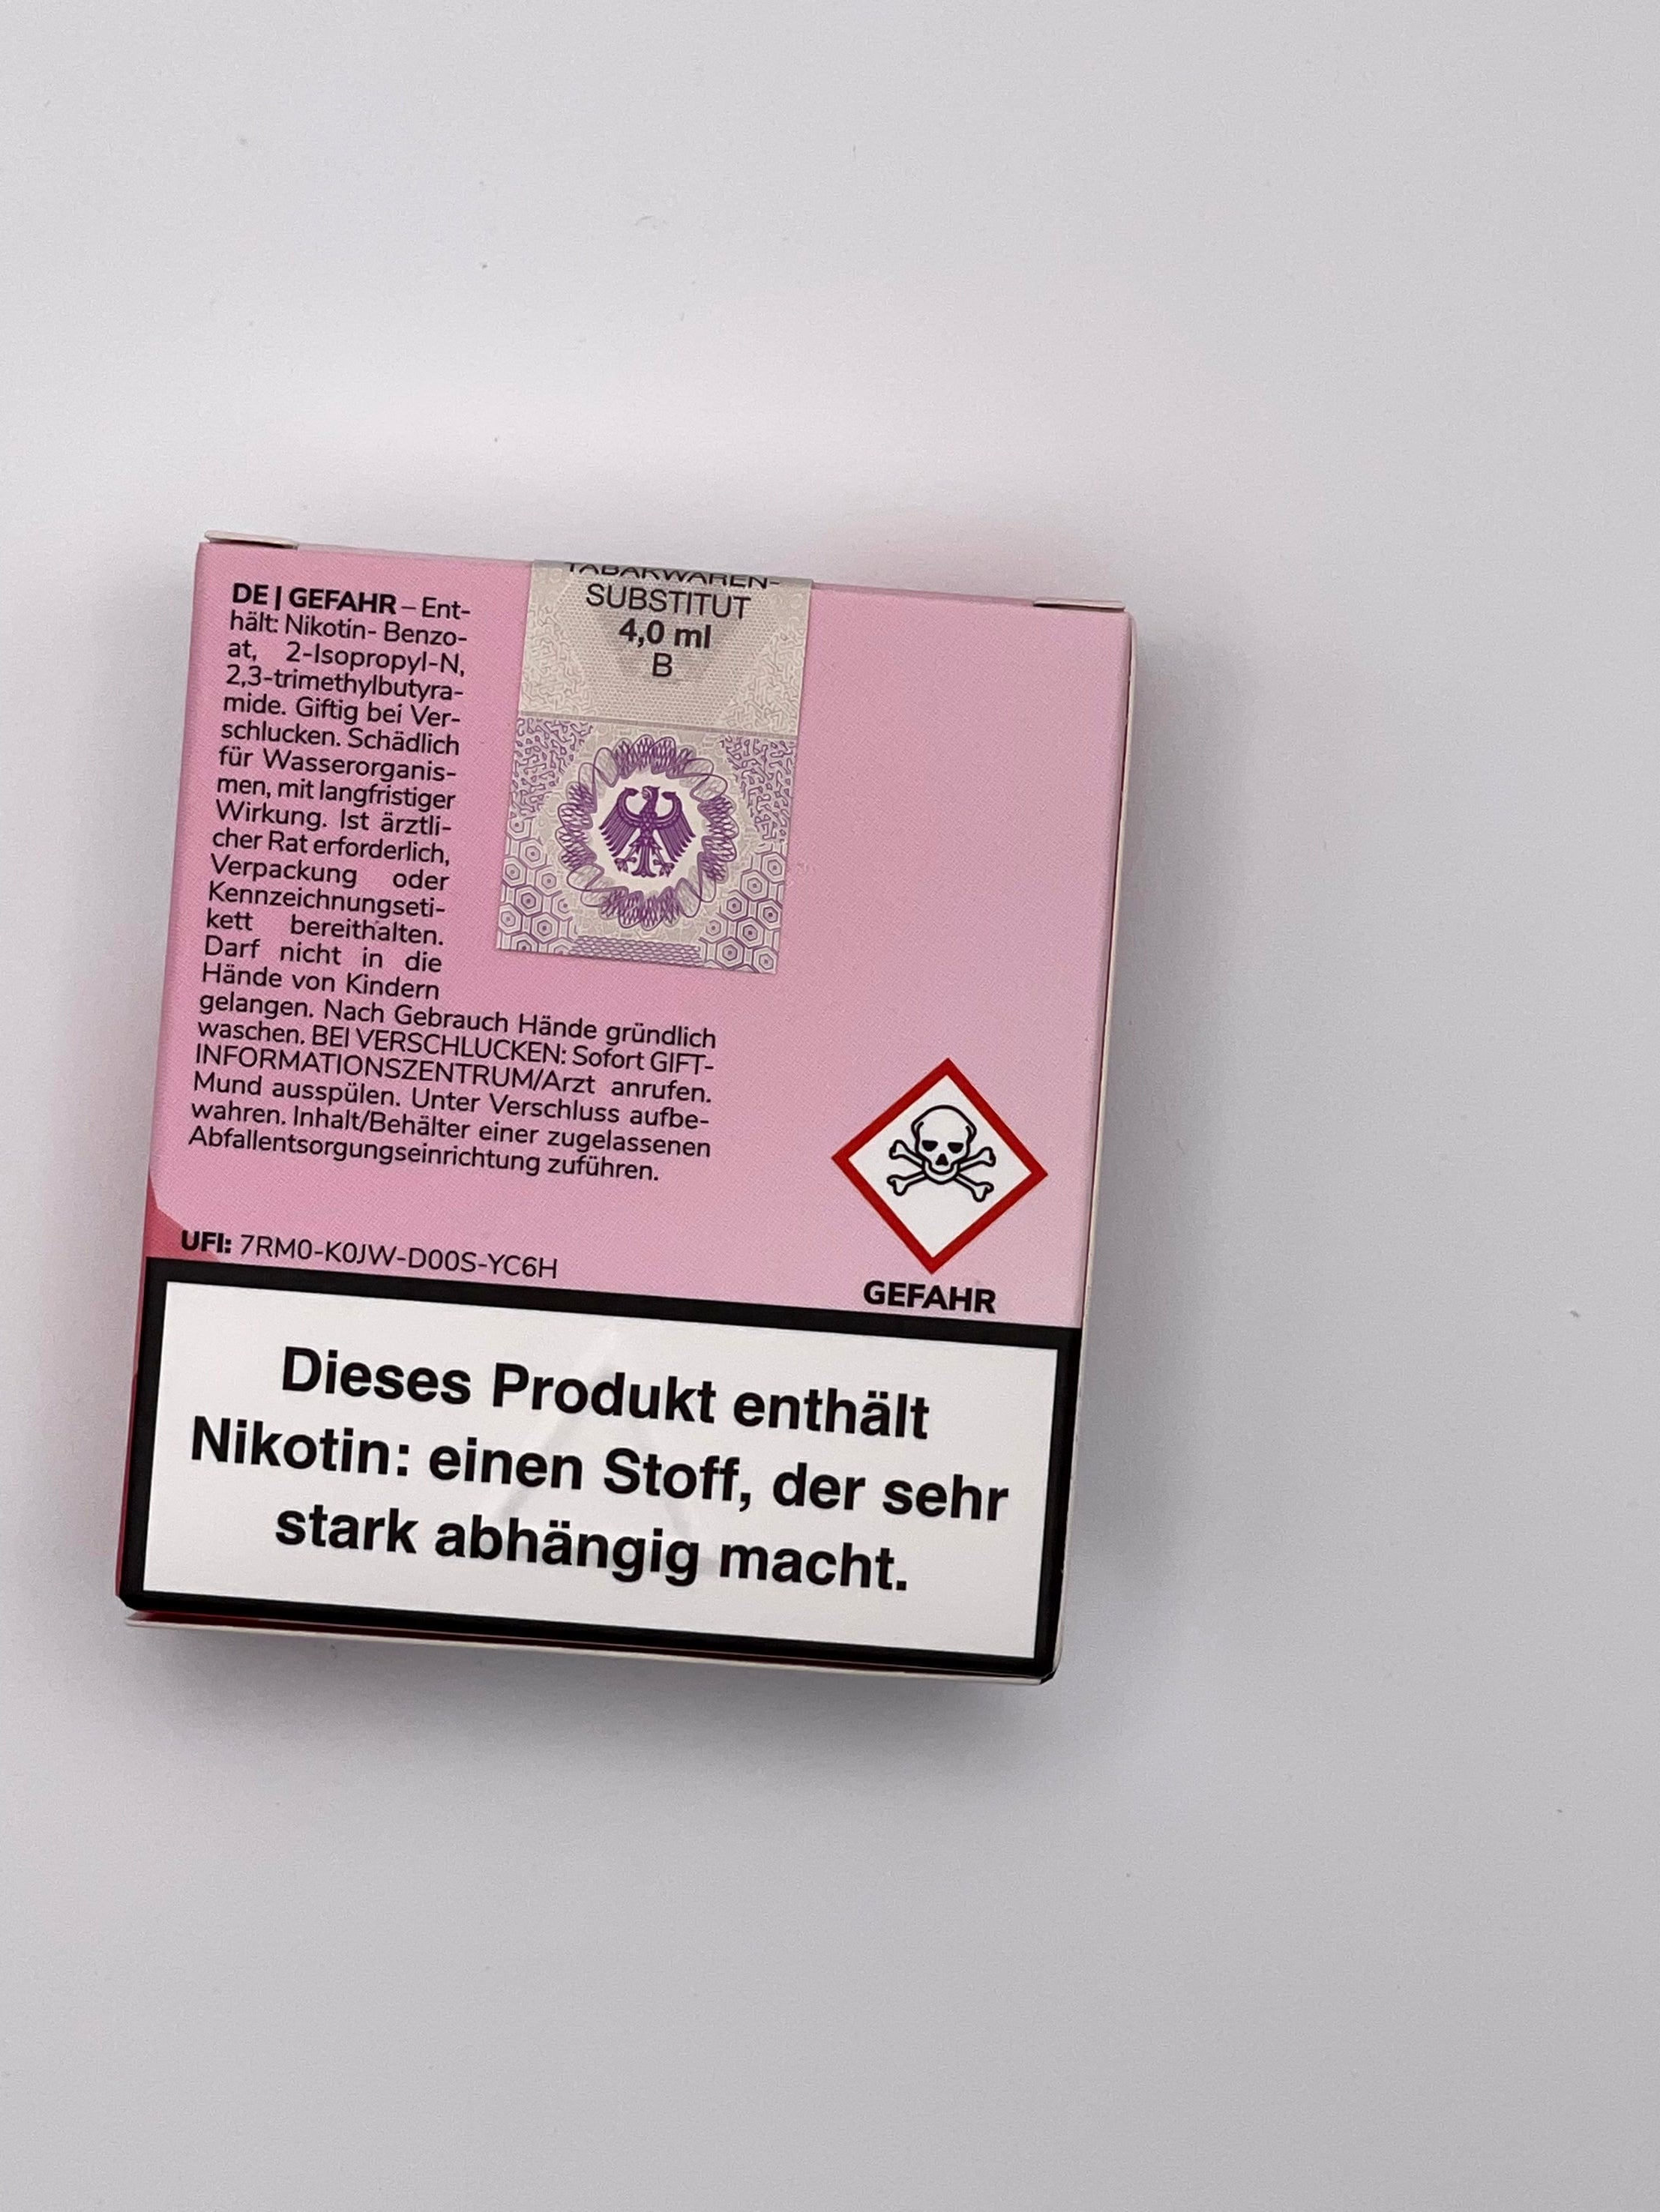 DE | GEFAHR – Ent-
hält: Nikotin- Benzo-
at, 2-Isopropyl-N,
2,3-trimethylbutyra-
mide. Giftig bei Ver-
schlucken. Schädlich
für Wasserorganis-
men, mit langfristiger
Wirkung. Ist ärztli-
cher Rat erforderlich,
Verpackung oder
Kennzeichnungseti-
kett bereithalten.
Darf nicht in die
Hände von Kindern
gelangen. Nach Gebrauch Hände gründlich
waschen. BEI VERSCHLUCKEN: Sofort GIFT-
INFORMATIONSZENTRUM/Arzt anrufen.
Mund ausspülen. Unter Verschluss aufbe-
wahren. Inhalt/Behälter einer zugelassenen
Abfallentsorgungseinrichtung zuführen.
TABAKWAREN-
SUBSTITUT
4,0 ml
B
UFI: 7RM0-K0JW-D00S-YC6H
GEFAHR
Dieses Produkt enthält
Nikotin: einen Stoff, der sehr
stark abhängig macht.